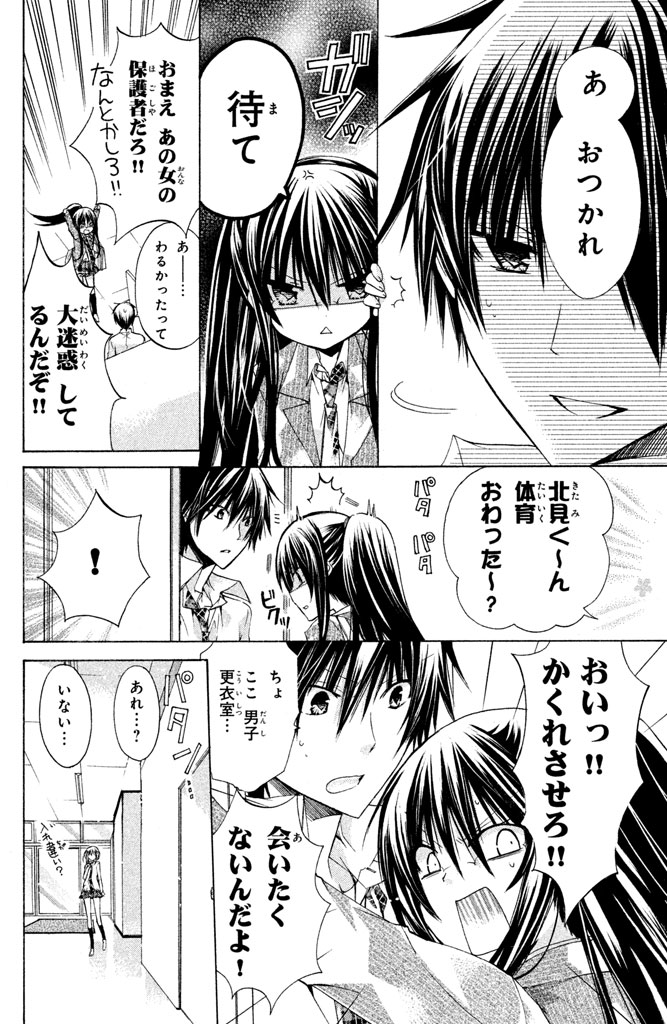 あ おつかれ
ガシッ
待て
おまえ あの女の
保護者だろ!!
なんとかしろ!!
あ――…
わるかったって
大迷惑して
るんだぞ!!
北見く〜ん
体育
おわった〜?
パタ
パタ
ビクッ
!
おいっ!!
かくれさせろ!!
ちょ
ここ 男子
更衣室…
会いたく
ないんだよ!
パタン
あれ…?
いない…
入れ違い?